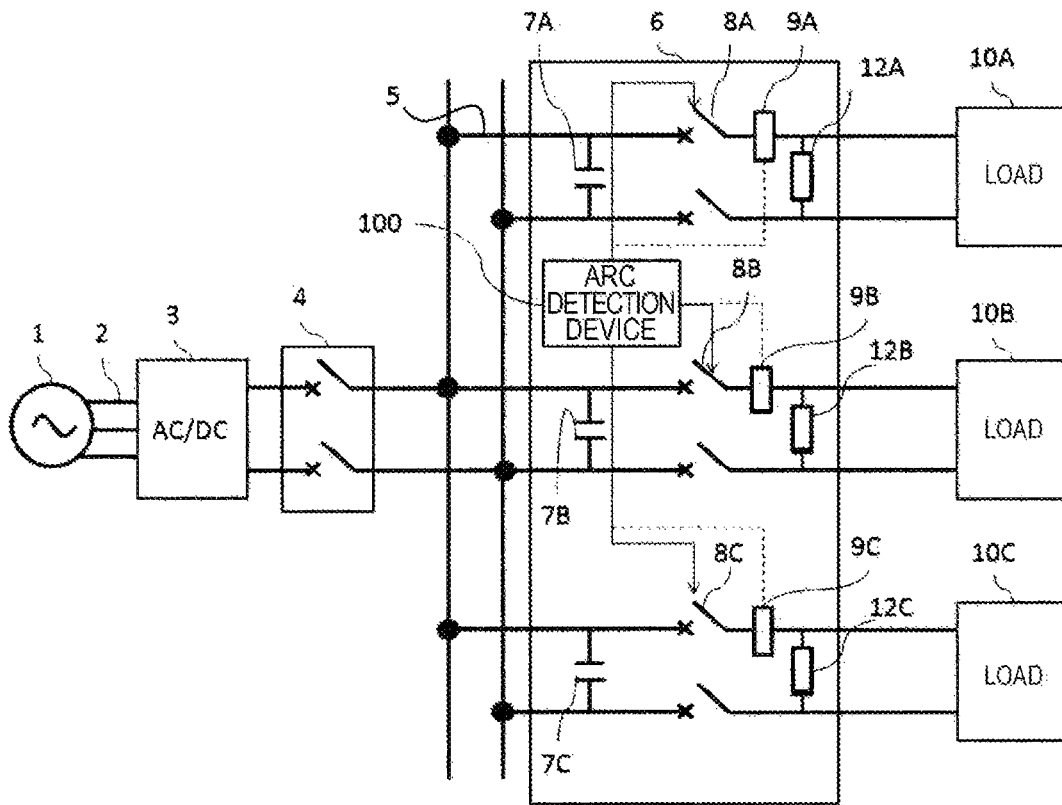 7A 6 8A 9A
10A
12A
5
LOAD
100
ARC
DETECTION
DEVICE
8B
9B
10B
12B
1 2 3 4
AC/DC
LOAD
7B
8C
9C
10C
12C
LOAD
7C